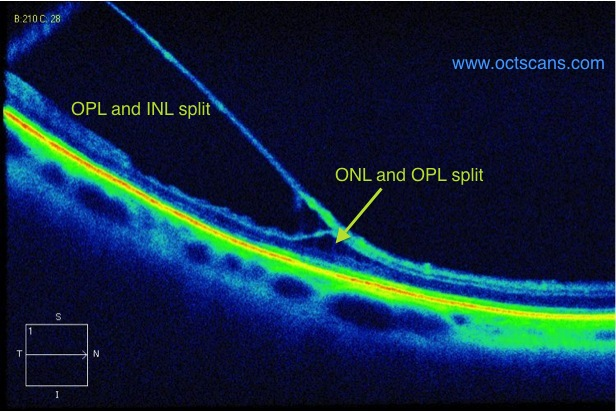 B:210 C: 28
www.octscans.com
OPL and INL split
ONL and OPL split
S
1
T N
I